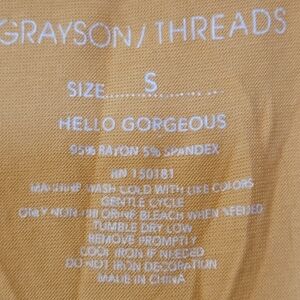 GRAYSON/THREADS
SIZE........S............
HELLO GORGEOUS
95% RAYON 5% SPANDEX
RN 150181
MACHINE WASH COLD WITH LIKE COLORS
GENTLE CYCLE
ONLY NON-CHLORINE BLEACH WHEN NEEDED
TUMBLE DRY LOW
REMOVE PROMPTLY
COOL IRON IF NEEDED
DO NOT IRON DECORATION
MADE IN CHINA